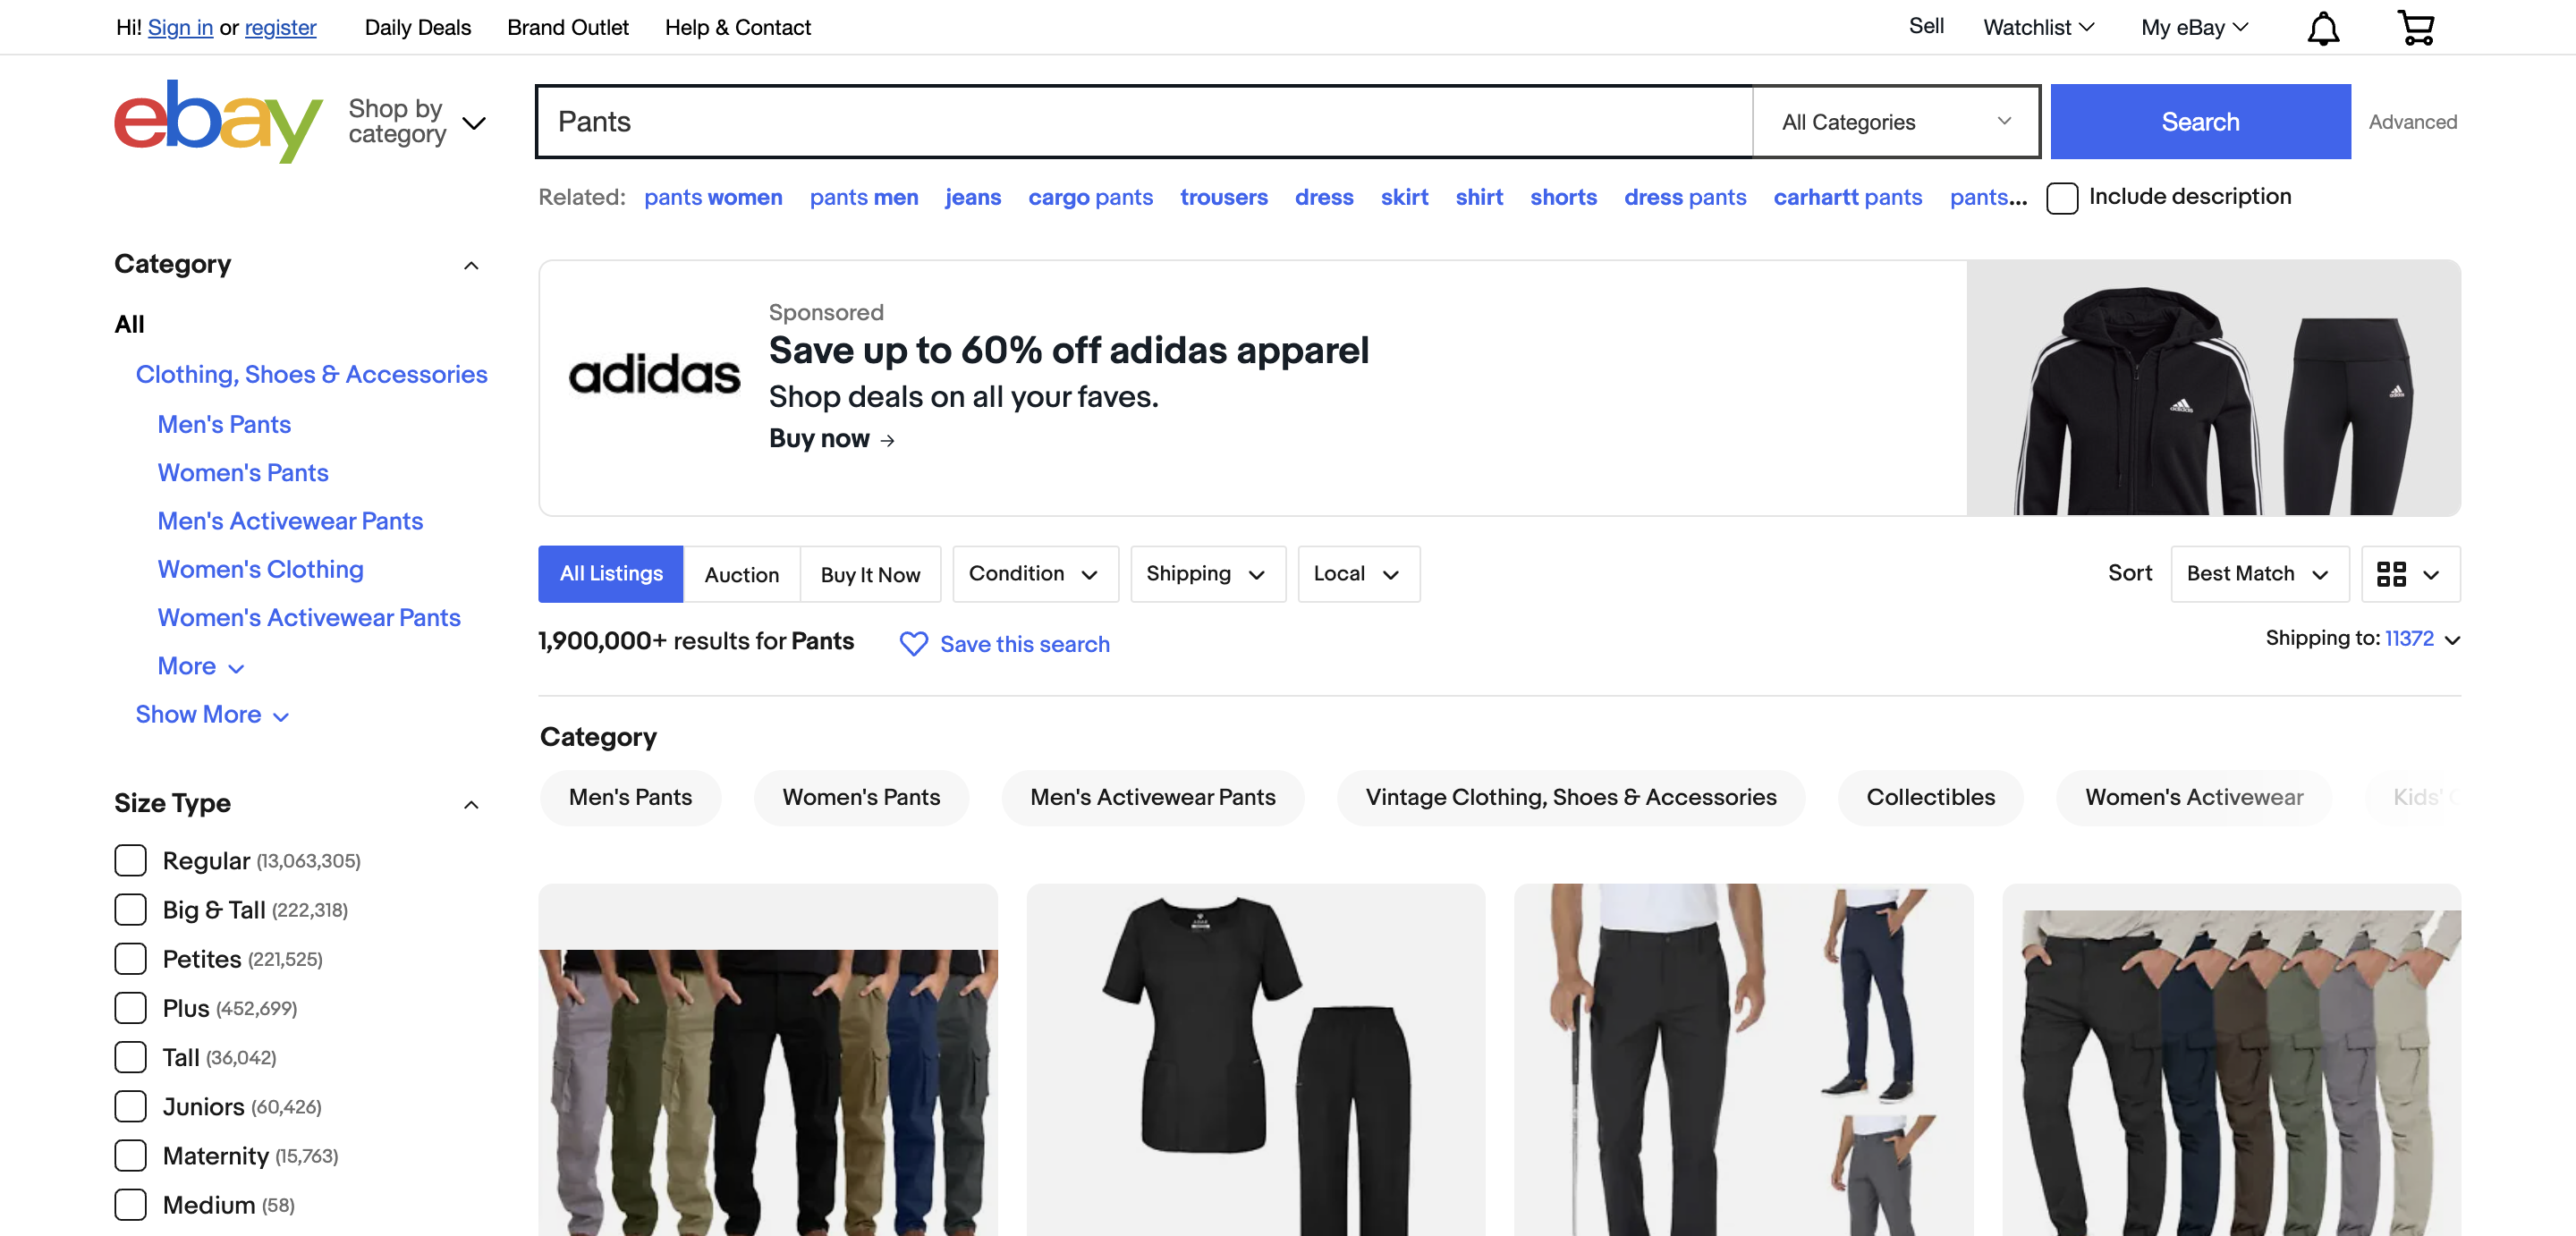 Hi! Sign in or register Daily Deals Brand Outlet Help & Contact Sell Watchlist My eBay
ebay Shop by category Pants All Categories Search Advanced
Related: pants women pants men jeans cargo pants trousers dress skirt shirt shorts dress pants carhartt pants pants... Include description
Category
All
Clothing, Shoes & Accessories
Men's Pants
Women's Pants
Men's Activewear Pants
Women's Clothing
Women's Activewear Pants
More
Show More
Size Type
Regular (13,063,305)
Big & Tall (222,318)
Petites (221,525)
Plus (452,699)
Tall (36,042)
Juniors (60,426)
Maternity (15,763)
Medium (58)
adidas
Sponsored
Save up to 60% off adidas apparel
Shop deals on all your faves.
Buy now →
adidas
adidas
All Listings Auction Buy It Now Condition Shipping Local Sort Best Match
1,900,000+ results for Pants Save this search Shipping to: 11372
Category
Men's Pants Women's Pants Men's Activewear Pants Vintage Clothing, Shoes & Accessories Collectibles Women's Activewear Kids'